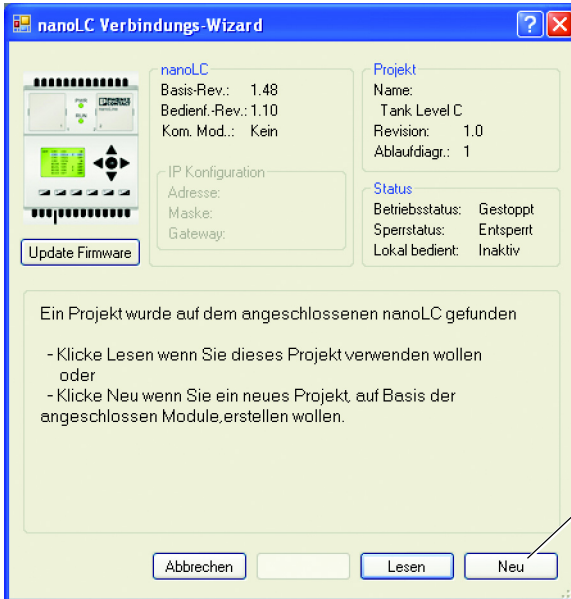 nanoLC Verbindungs-Wizard
nanoLC
Basis-Rev.: 1.48
Bedienf.-Rev.: 1.10
Kom. Mod..: Kein
IP Konfiguration
Adresse:
Maske:
Gateway:
Projekt
Name:
Tank Level C
Revision: 1.0
Ablaufdiagr.: 1
Status
Betriebsstatus: Gestoppt
Sperrstatus: Entsperrt
Lokal bedient: Inaktiv
PWR
RUN
Update Firmware
Ein Projekt wurde auf dem angeschlossenen nanoLC gefunden
- Klicke Lesen wenn Sie dieses Projekt verwenden wollen
oder
- Klicke Neu wenn Sie ein neues Projekt, auf Basis der
angeschlossen Module,erstellen wollen.
Abbrechen
Lesen
Neu